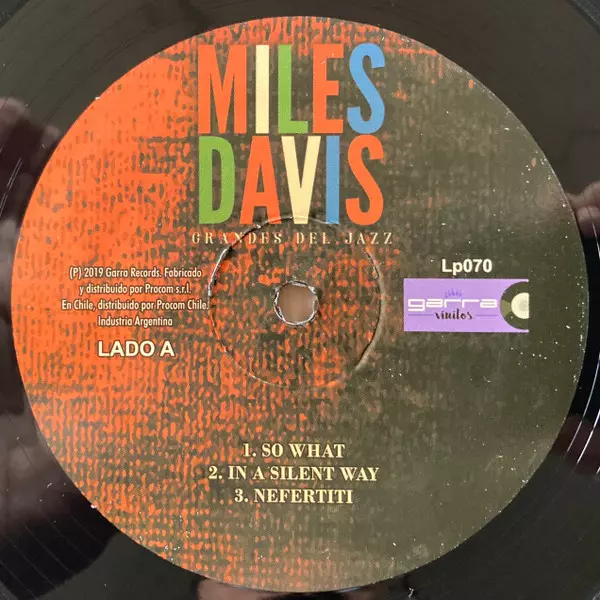 MILES
DAVIS
GRANDES DEL JAZZ
(P) 2019 Garra Records. Fabricado
y distribuido por Procom s.r.l.
En Chile, distribuido por Procom Chile.
Industria Argentina
LADO A
Lp070
garra
vinilos
1. SO WHAT
2. IN A SILENT WAY
3. NEFERTITI